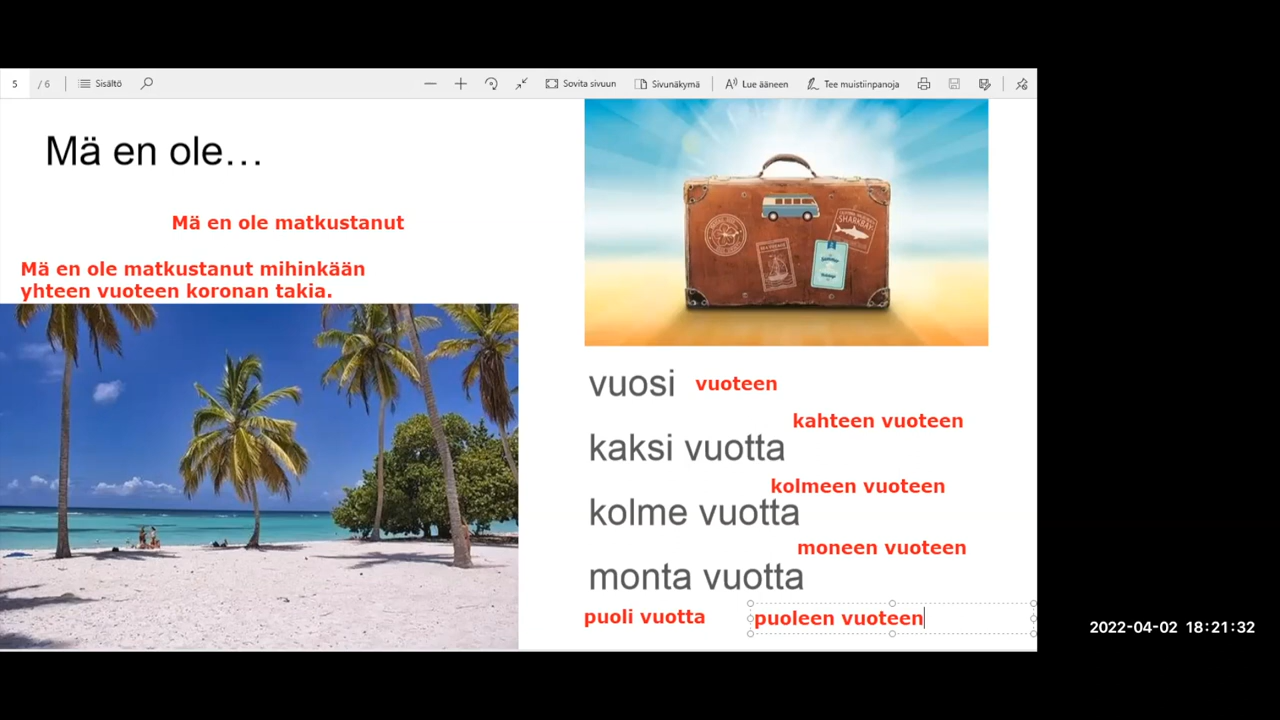 5 / 6 Sisältö Sovita sivuun Sivunäkymä Lue ääneen Tee muistiinpanoja
Mä en ole...
Mä en ole matkustanut
Mä en ole matkustanut mihinkään
yhteen vuoteen koronan takia.
SHARKBAY
vuosi vuoteen
kahteen vuoteen
kaksi vuotta
kolmeen vuoteen
kolme vuotta
moneen vuoteen
monta vuotta
puoli vuotta puoleen vuoteen
2022-04-02 18:21:32